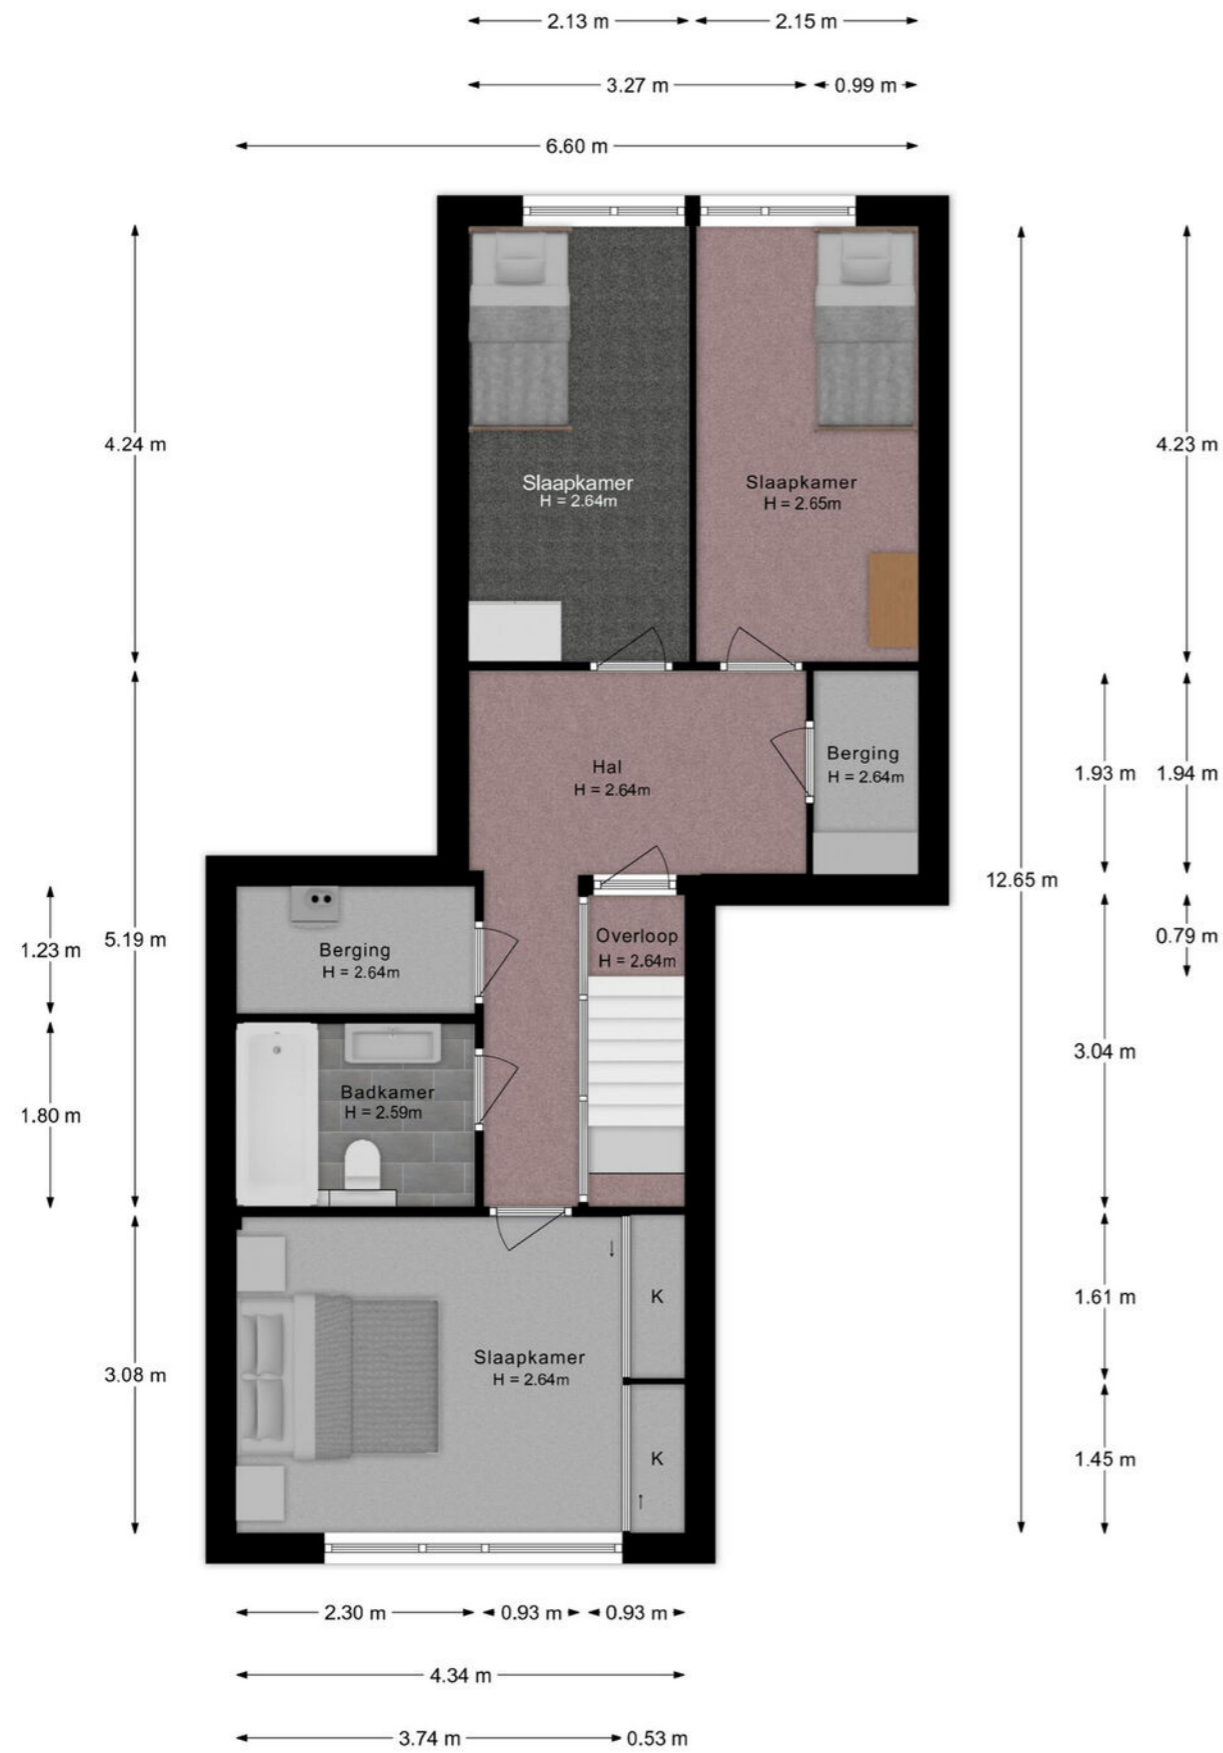 2.13 m
2.15 m
3.27 m
0.99 m
6.60 m
4.24 m
4.23 m
Slaapkamer
H = 2.64m
Slaapkamer
H = 2.65m
Hal
H = 2.64m
Berging
H = 2.64m
1.93 m
1.94 m
12.65 m
5.19 m
1.23 m
Berging
H = 2.64m
Overloop
H = 2.64m
0.79 m
3.04 m
1.80 m
Badkamer
H = 2.59m
3.08 m
Slaapkamer
H = 2.64m
↓
K
1.61 m
K
↑
1.45 m
2.30 m
0.93 m
0.93 m
4.34 m
3.74 m
0.53 m